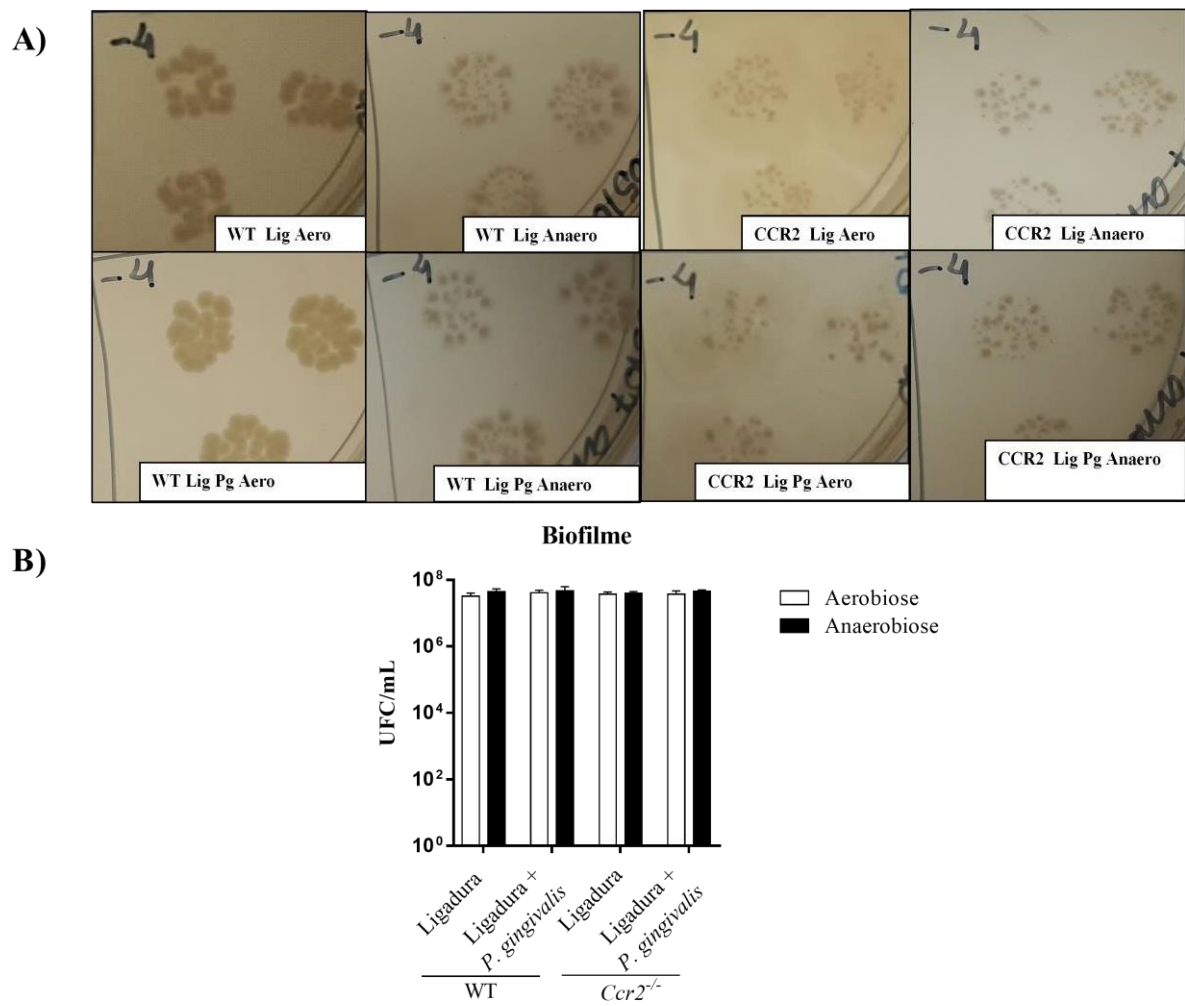 A)
-4
-4
-4
-4
WT Lig Aero
WT Lig Anaero
CCR2 Lig Aero
CCR2 Lig Anaero
-4
-4
-4
-4
WT Lig Pg Aero
WT Lig Pg Anaero
CCR2 Lig Pg Aero
CCR2 Lig Pg Anaero
B)
Biofilme
UFC/mL
10⁸
10⁶
10⁴
10²
10⁰
Aerobiose
Anaerobiose
Ligadura
Ligadura +
P. gingivalis
Ligadura
Ligadura +
P. gingivalis
WT
Ccr2⁻/⁻